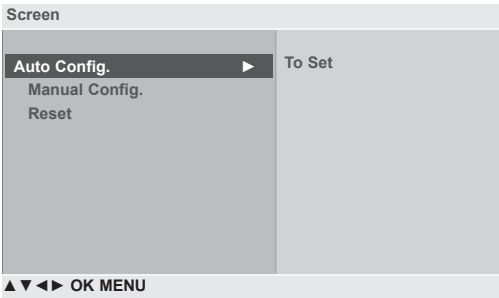 Screen
Auto Config. ► To Set
Manual Config.
Reset
▲▼◄► OK MENU